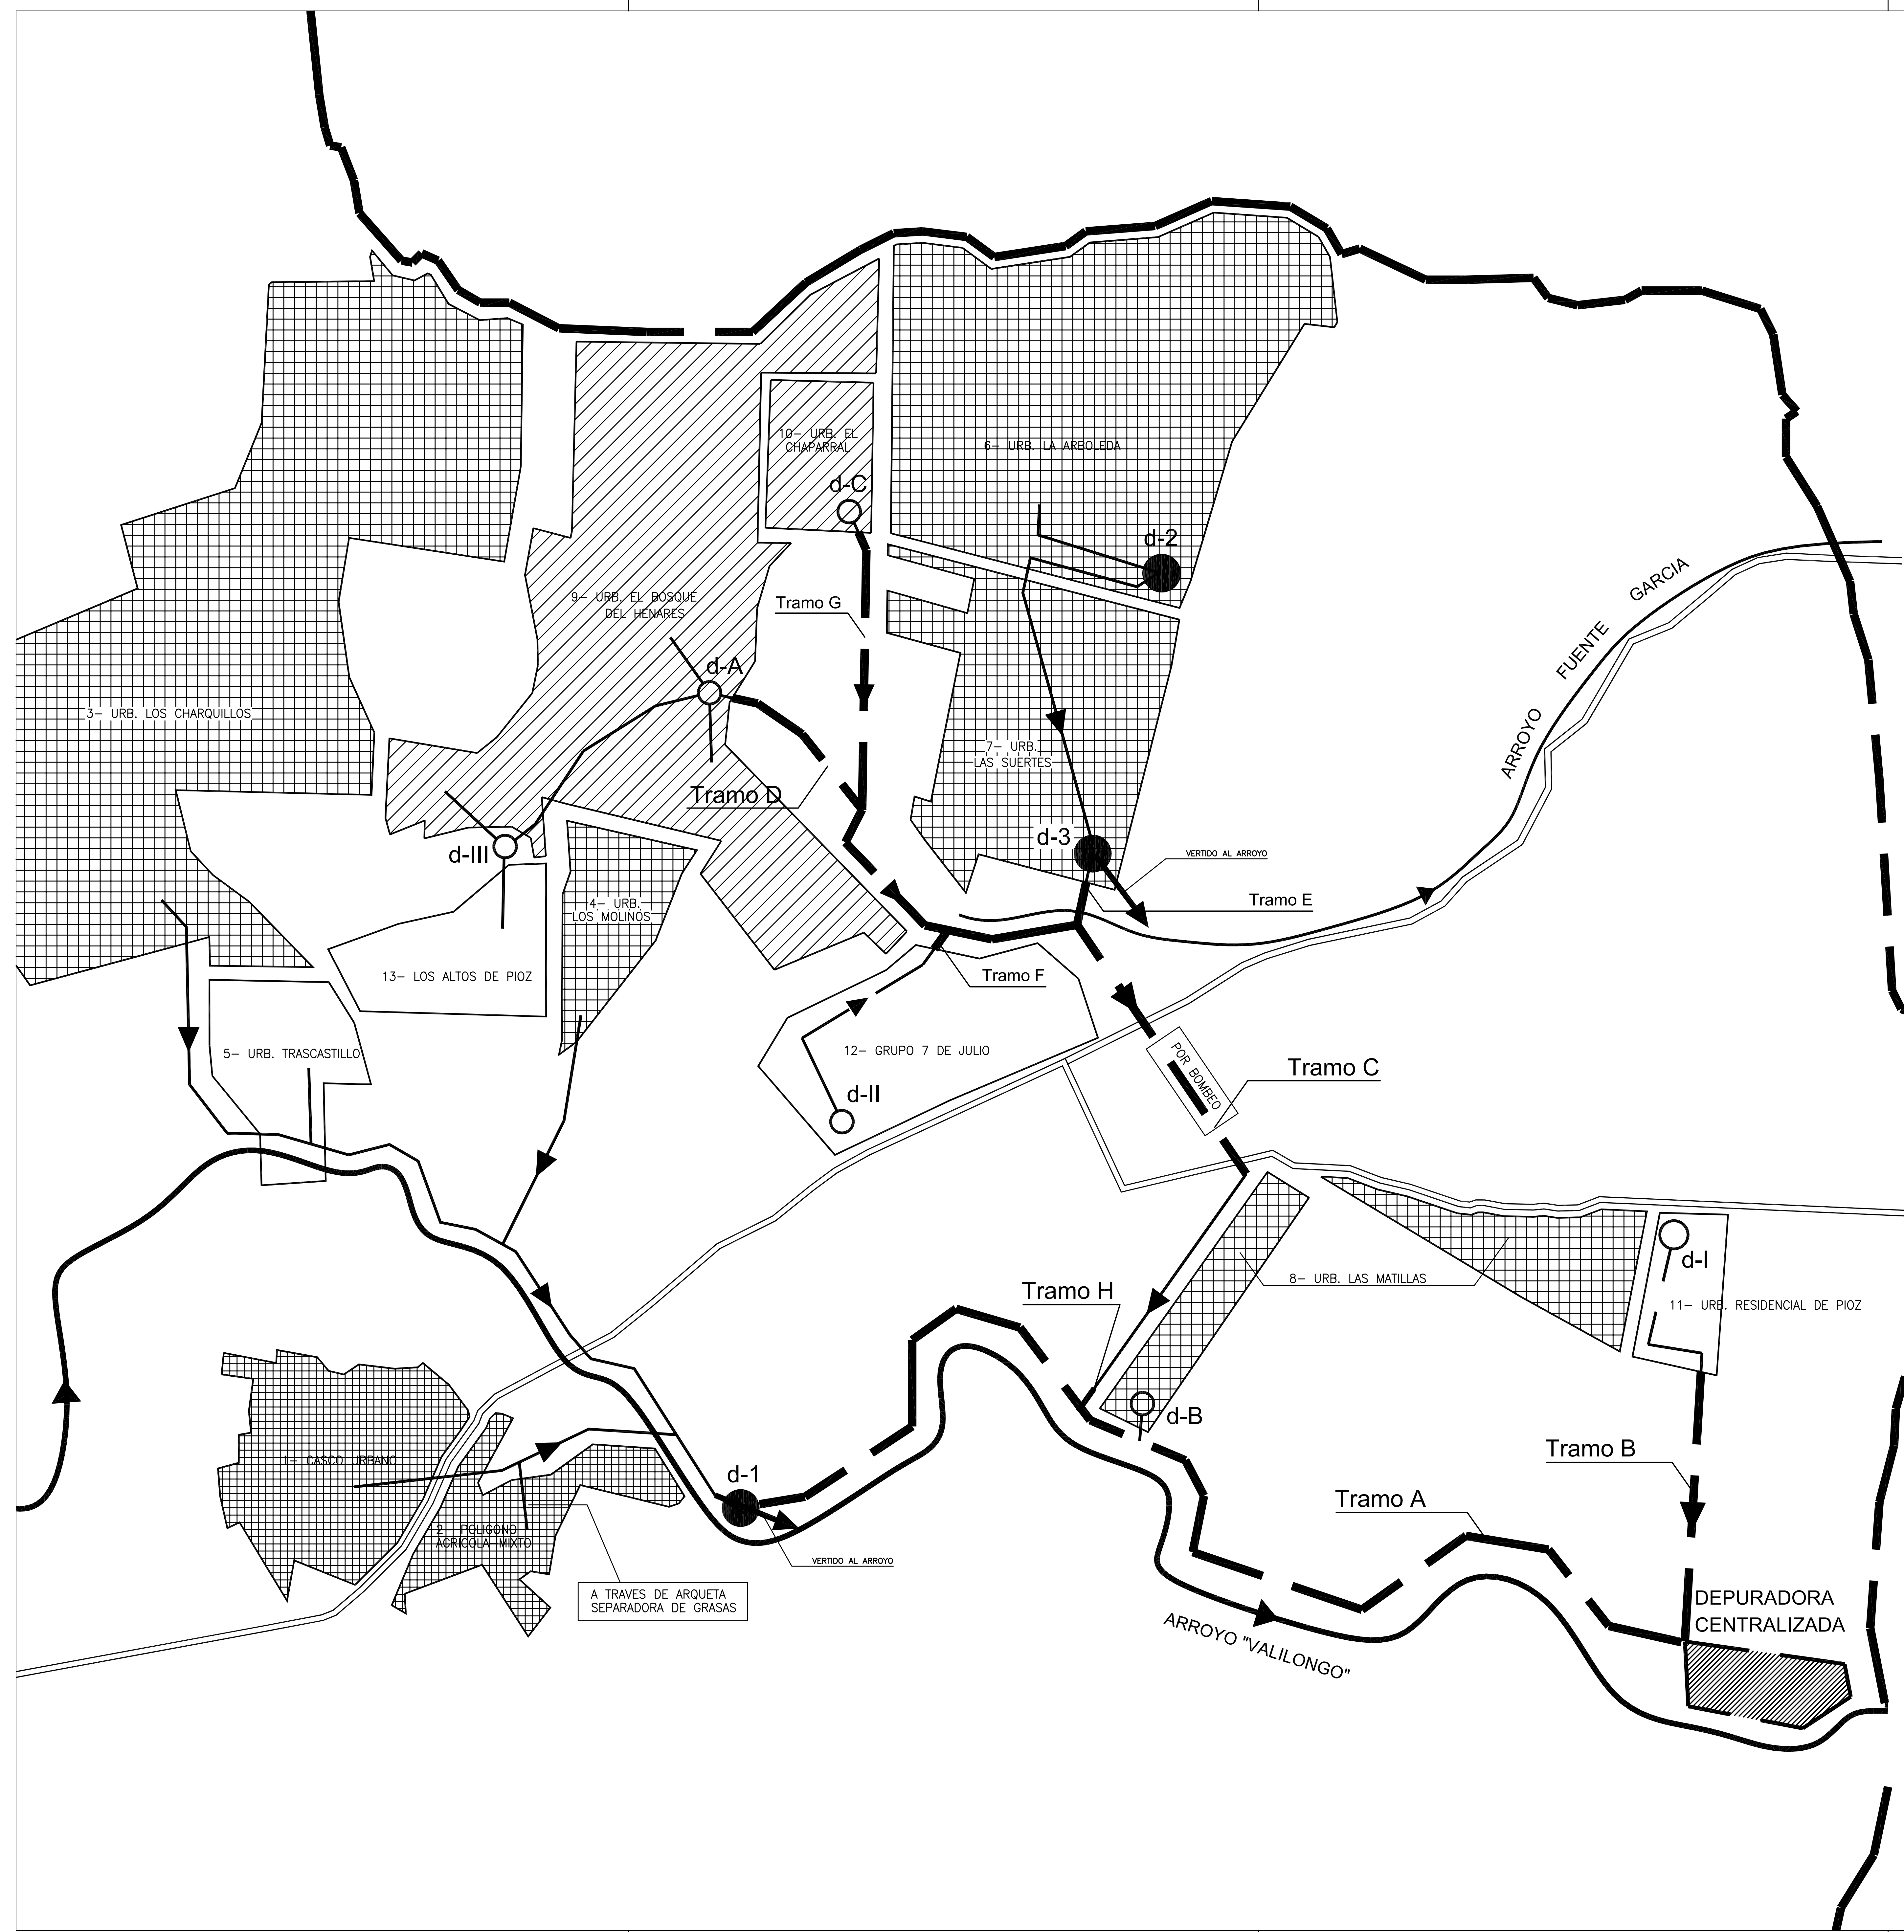 10- URB. EL
CHAPARRAL
6- URB. LA ARBOLEDA
d-C
d-2
9- URB. EL BOSQUE
DEL HENARES
Tramo G
ARROYO FUENTE GARCIA
d-A
3- URB. LOS CHARQUILLOS
7- URB.
LAS SUERTES
Tramo D
d-3
d-III
VERTIDO AL ARROYO
4- URB.
LOS MOLINOS
Tramo E
13- LOS ALTOS DE PIOZ
Tramo F
5- URB. TRASCASTILLO
12- GRUPO 7 DE JULIO
POR BOMBEO
Tramo C
d-II
d-I
8- URB. LAS MATILLAS
Tramo H
11- URB. RESIDENCIAL DE PIOZ
d-B
Tramo B
1- CASCO URBANO
d-1
Tramo A
2- POLIGONO
AGRICOLA MIXTO
VERTIDO AL ARROYO
A TRAVES DE ARQUETA
SEPARADORA DE GRASAS
DEPURADORA
CENTRALIZADA
ARROYO "VALILONGO"